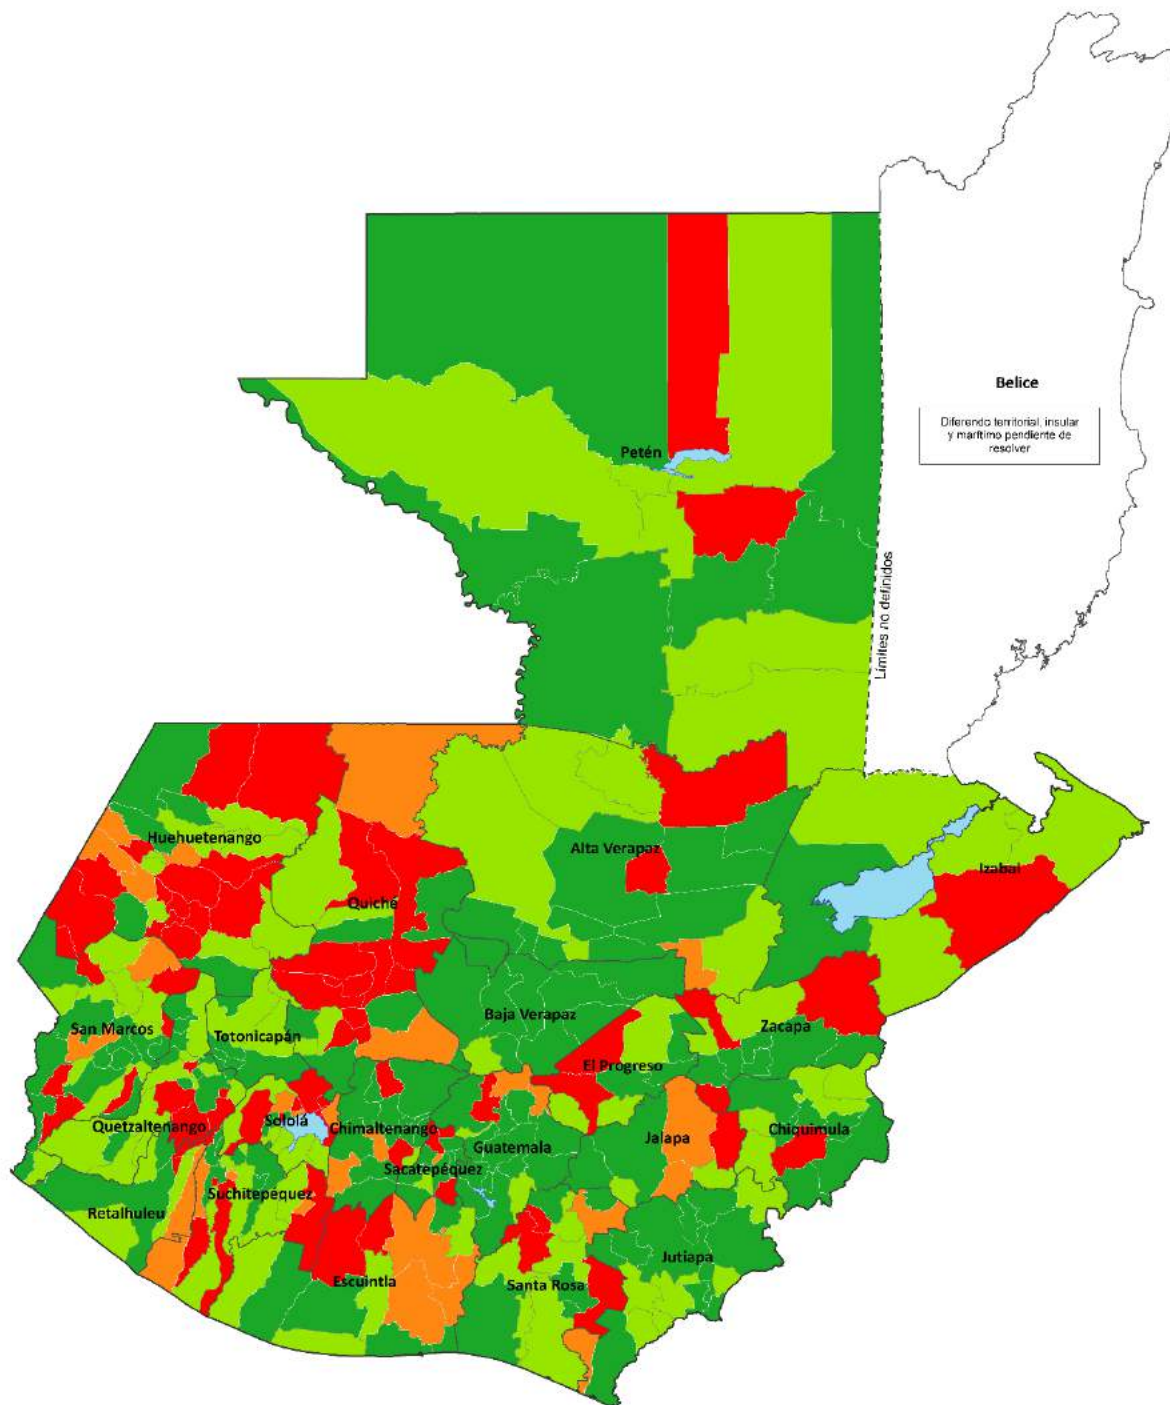 Belice
Diferendo territorial, insular
y marítimo pendiente de
resolver
Petén
Límites no definidos
Huehuetenango
Alta Verapaz
Izabal
Quiché
San Marcos
Totonicapán
Baja Verapaz
Zacapa
El Progreso
Quetzaltenango
Sololá
Chimaltenango
Guatemala
Jalapa
Chiquimula
Sacatepéquez
Retalhuleu
Suchitepéquez
Escuintla
Santa Rosa
Jutiapa